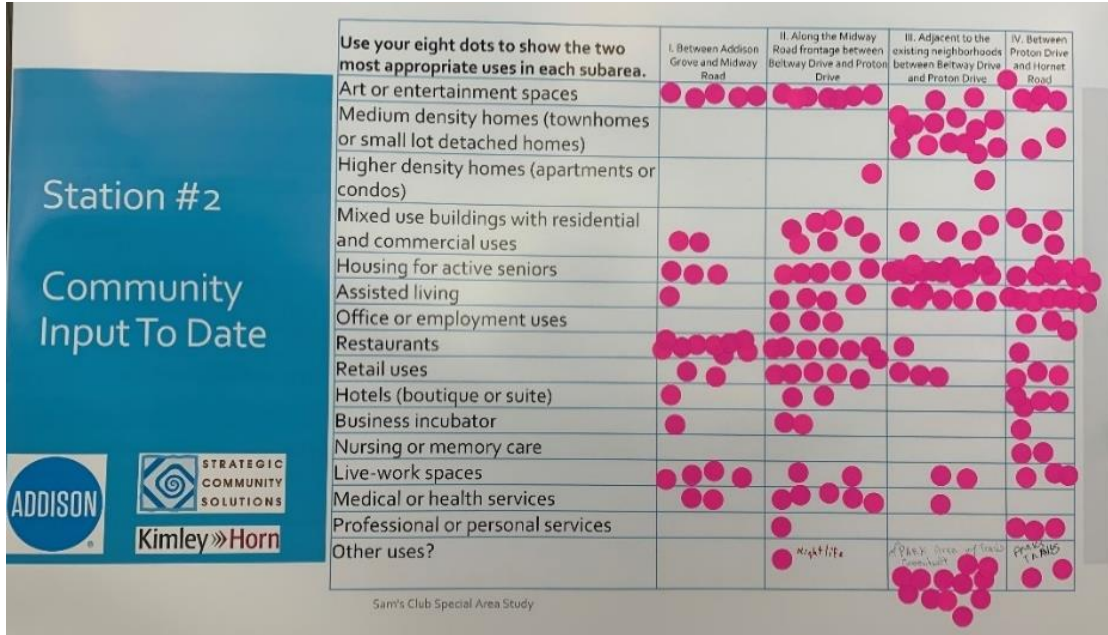 Station #2
Community
Input To Date
ADDISON
STRATEGIC
COMMUNITY
SOLUTIONS
Kimley»Horn
Use your eight dots to show the two
most appropriate uses in each subarea.
I. Between Addison
Grove and Midway
Road
II. Along the Midway
Road frontage between
Beltway Drive and Proton
Drive
III. Adjacent to the
existing neighborhoods
between Beltway Drive
and Proton Drive
IV. Between
Proton Drive
and Hornet
Road
Art or entertainment spaces
Medium density homes (townhomes
or small lot detached homes)
Higher density homes (apartments or
condos)
Mixed use buildings with residential
and commercial uses
Housing for active seniors
Assisted living
Office or employment uses
Restaurants
Retail uses
Hotels (boutique or suite)
Business incubator
Nursing or memory care
Live-work spaces
Medical or health services
Professional or personal services
Other uses?
Nightlife
PARKS
TRAILS
Sam's Club Special Area Study